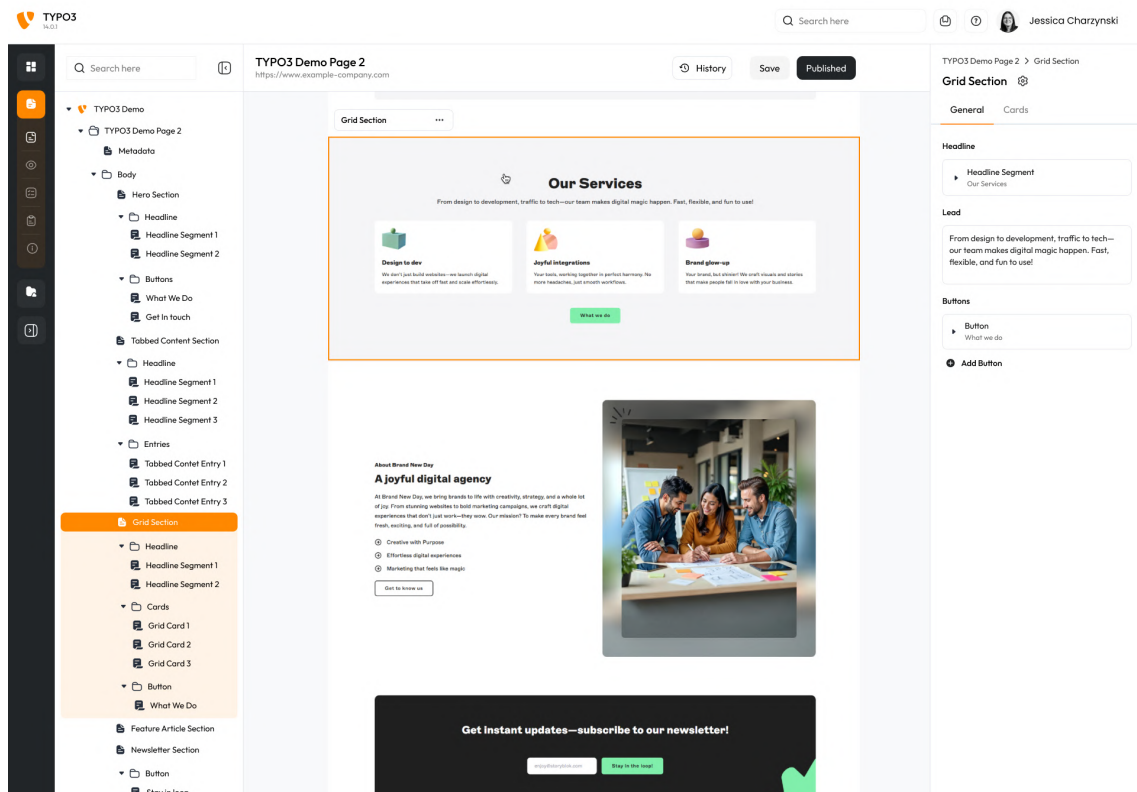 TYPO3
14.0.1
Search here
Jessica Charzynski
Search here
TYPO3 Demo
TYPO3 Demo Page 2
Metadata
Body
Hero Section
Headline
Headline Segment 1
Headline Segment 2
Buttons
What We Do
Get In touch
Tabbed Content Section
Headline
Headline Segment 1
Headline Segment 2
Headline Segment 3
Entries
Tabbed Contet Entry 1
Tabbed Contet Entry 2
Tabbed Contet Entry 3
Grid Section
Headline
Headline Segment 1
Headline Segment 2
Cards
Grid Card 1
Grid Card 2
Grid Card 3
Button
What We Do
Feature Article Section
Newsletter Section
Button
Stay in loop
TYPO3 Demo Page 2
https://www.example-company.com
History
Save
Published
Grid Section
Our Services
From design to development, traffic to tech—our team makes digital magic happen. Fast, flexible, and fun to use!
Design to dev
We don't just build websites—we launch digital
experiences that take off fast and scale effortlessly.
Joyful integrations
Your tools, working together in perfect harmony. No
more headaches, just smooth workflows.
Brand glow-up
Your brand, but shinier! We craft visuals and stories
that make people fall in love with your business.
What we do
About Brand New Day
A joyful digital agency
At Brand New Day, we bring brands to life with creativity, strategy, and a whole lot
of joy. From stunning websites to bold marketing campaigns, we craft digital
experiences that don't just work—they wow. Our mission? To make every brand feel
fresh, exciting, and full of possibility.
Creative with Purpose
Effortless digital experiences
Marketing that feels like magic
Get to know us
Get instant updates—subscribe to our newsletter!
enjoy@storyblok.com
Stay in the loop!
TYPO3 Demo Page 2 > Grid Section
Grid Section
General
Cards
Headline
Headline Segment
Our Services
Lead
From design to development, traffic to tech—
our team makes digital magic happen. Fast,
flexible, and fun to use!
Buttons
Button
What we do
Add Button